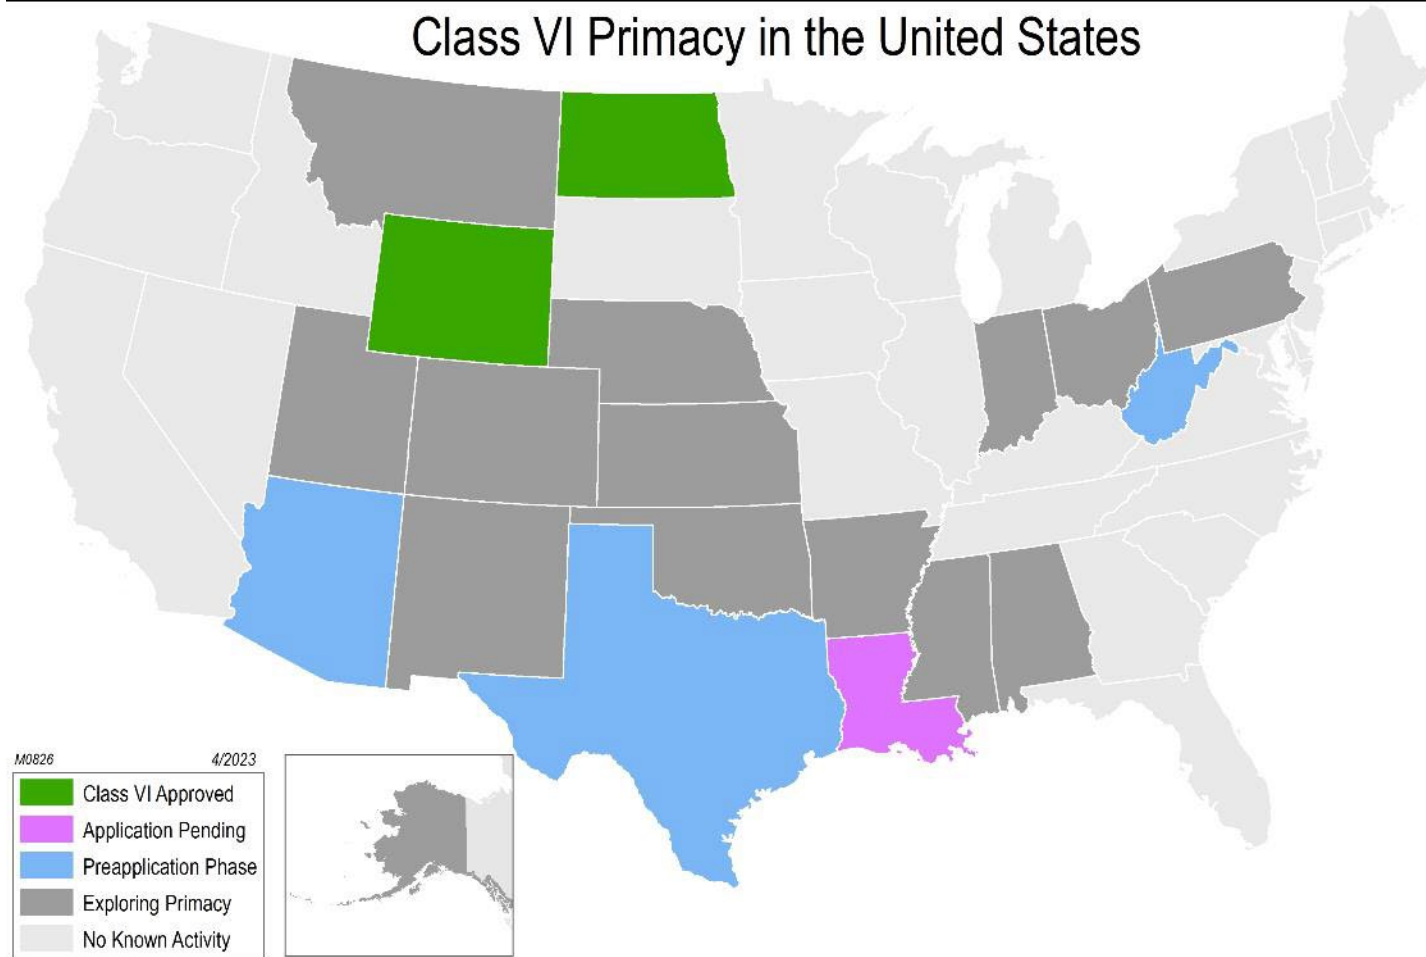 Class VI Primacy in the United States
M0826 4/2023
Class VI Approved
Application Pending
Preapplication Phase
Exploring Primacy
No Known Activity